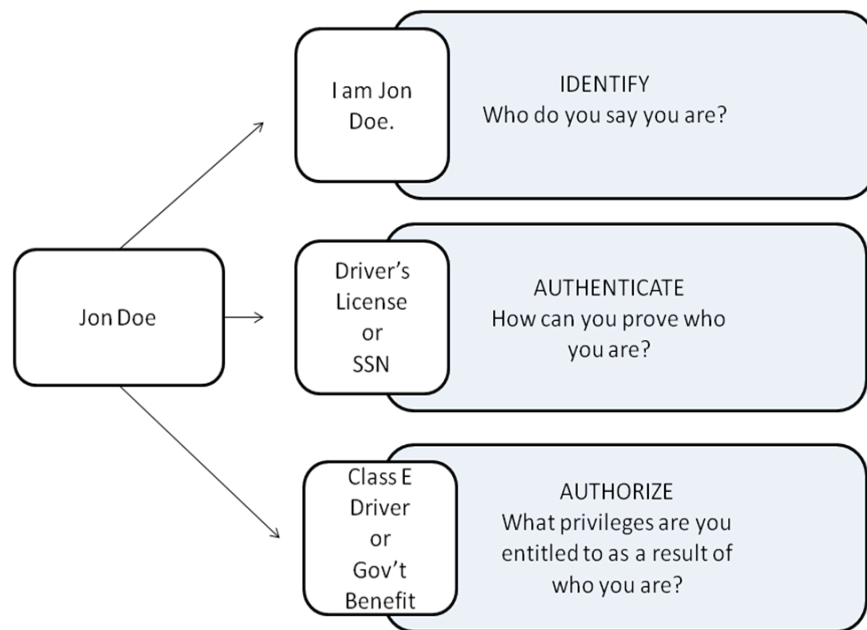 I am Jon
Doe.
IDENTIFY
Who do you say you are?
Jon Doe
Driver's
License
or
SSN
AUTHENTICATE
How can you prove who
you are?
Class E
Driver
or
Gov't
Benefit
AUTHORIZE
What privileges are you
entitled to as a result of
who you are?